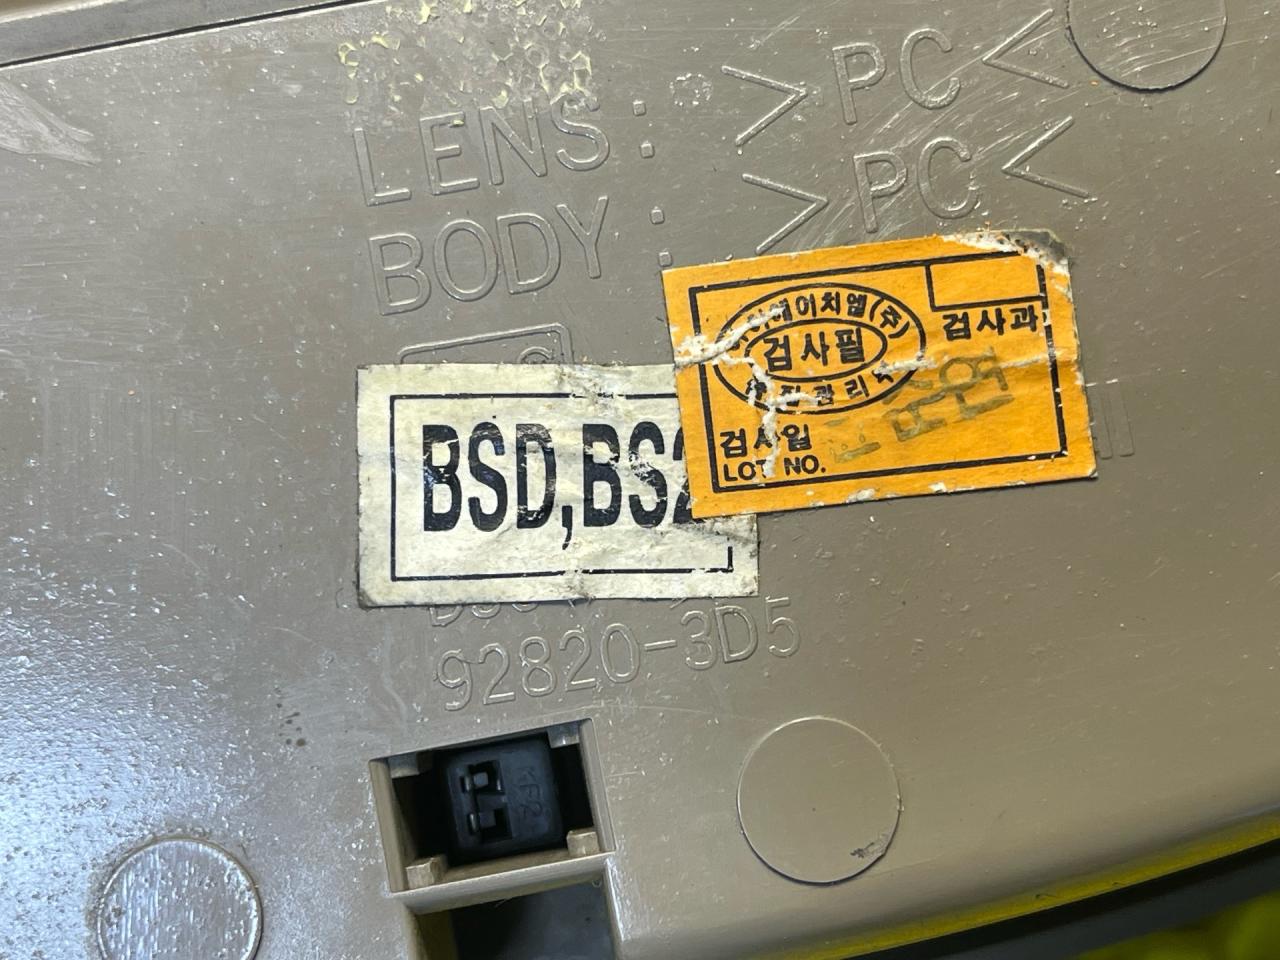 LENS : >PC<
BODY : >PC<
검사필
검사과
검사일
LOT NO.
BSD,BS2
92820-3D5
KF2